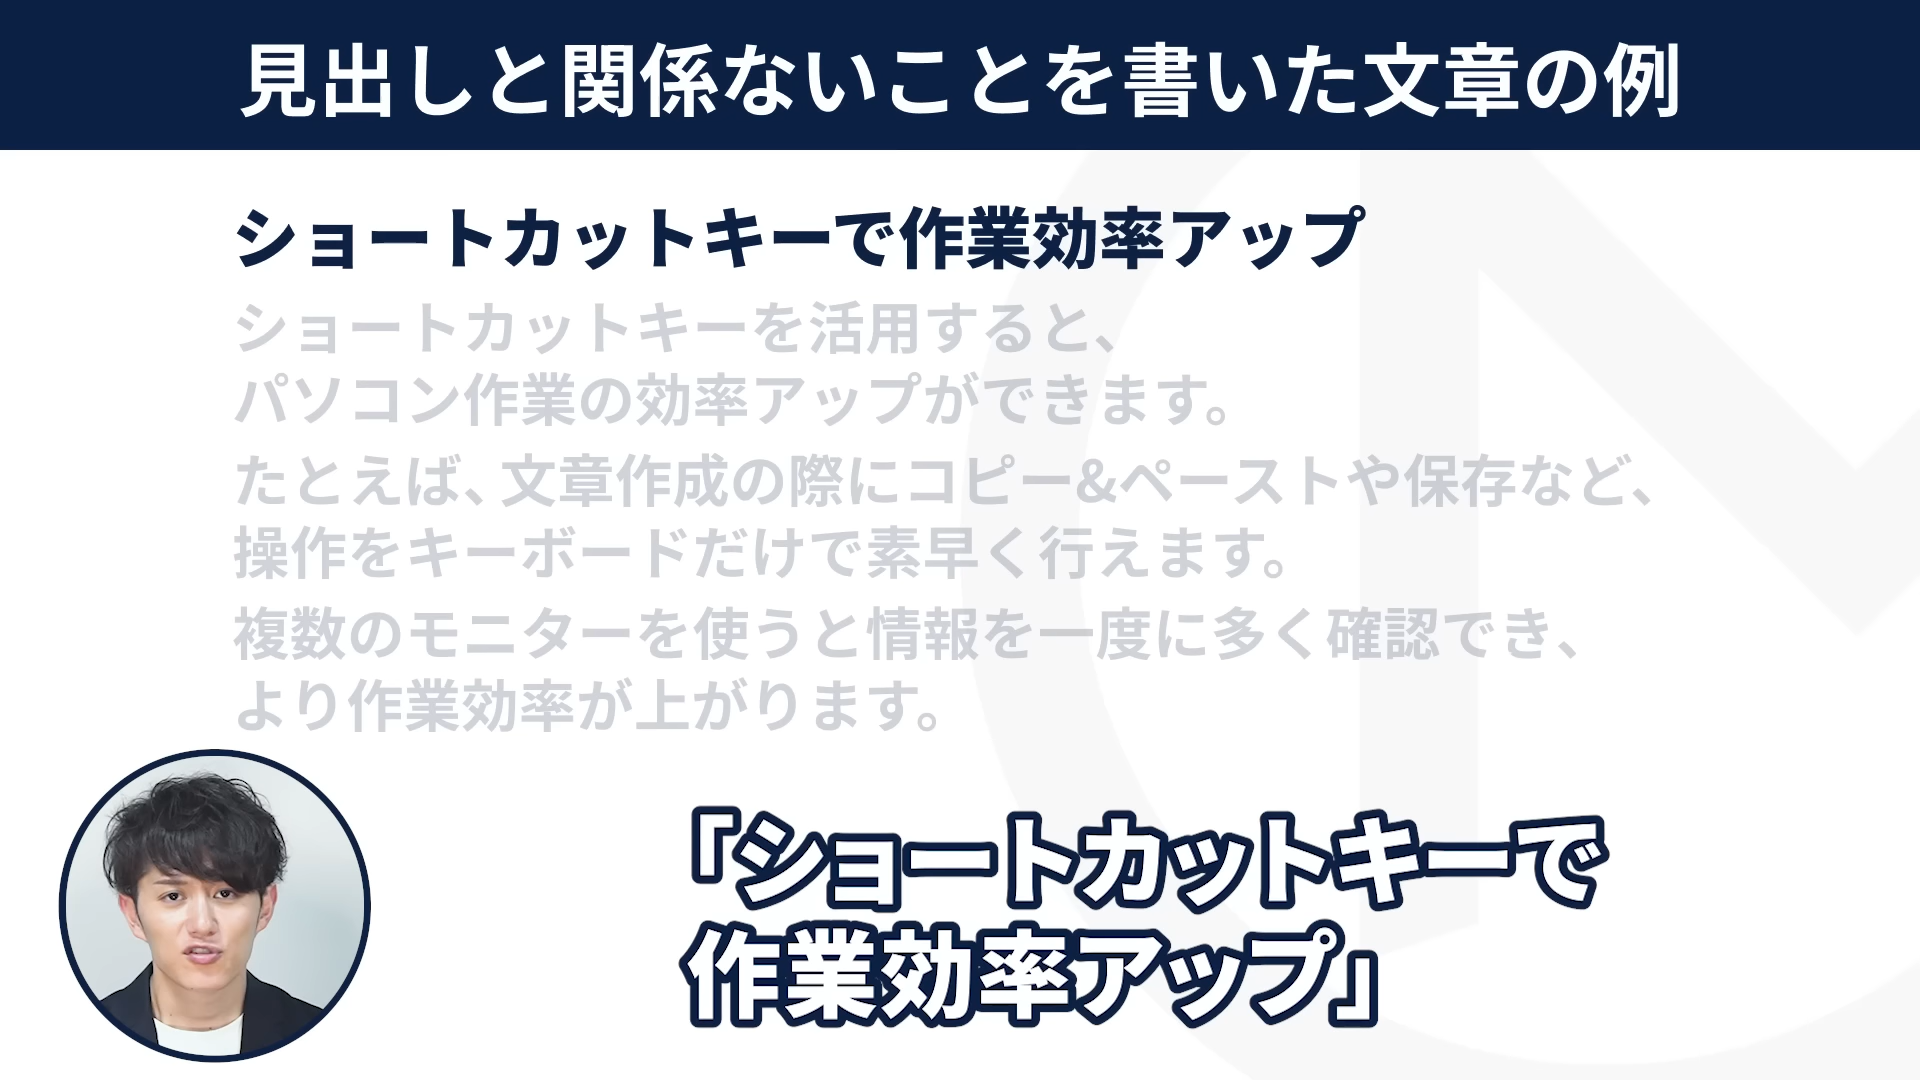 見出しと関係ないことを書いた文章の例
ショートカットキーで作業効率アップ
ショートカットキーを活用すると、
パソコン作業の効率アップができます。
たとえば、文章作成の際にコピー&ペーストや保存など、
操作をキーボードだけで素早く行えます。
複数のモニターを使うと情報を一度に多く確認でき、
より作業効率が上がります。
「ショートカットキーで
作業効率アップ」